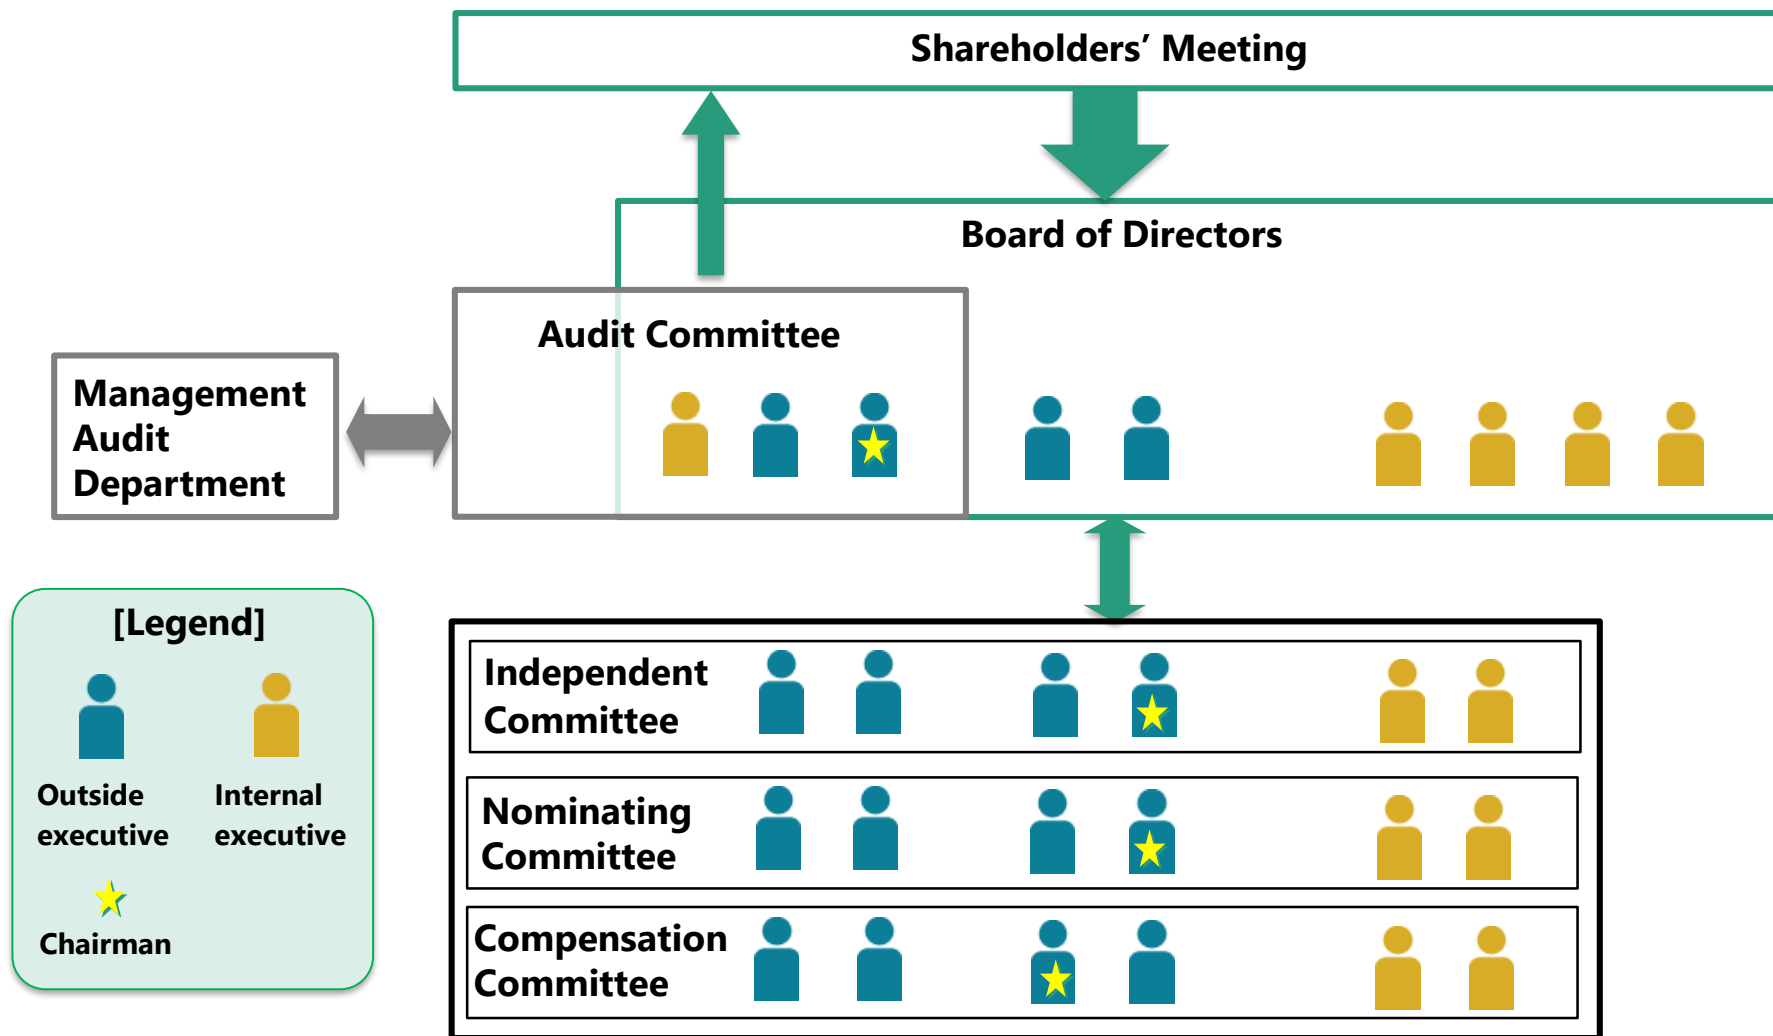 Shareholders’ Meeting
Board of Directors
Audit Committee
Management
Audit
Department
[Legend]
Outside
executive
Internal
executive
Chairman
Independent
Committee
Nominating
Committee
Compensation
Committee